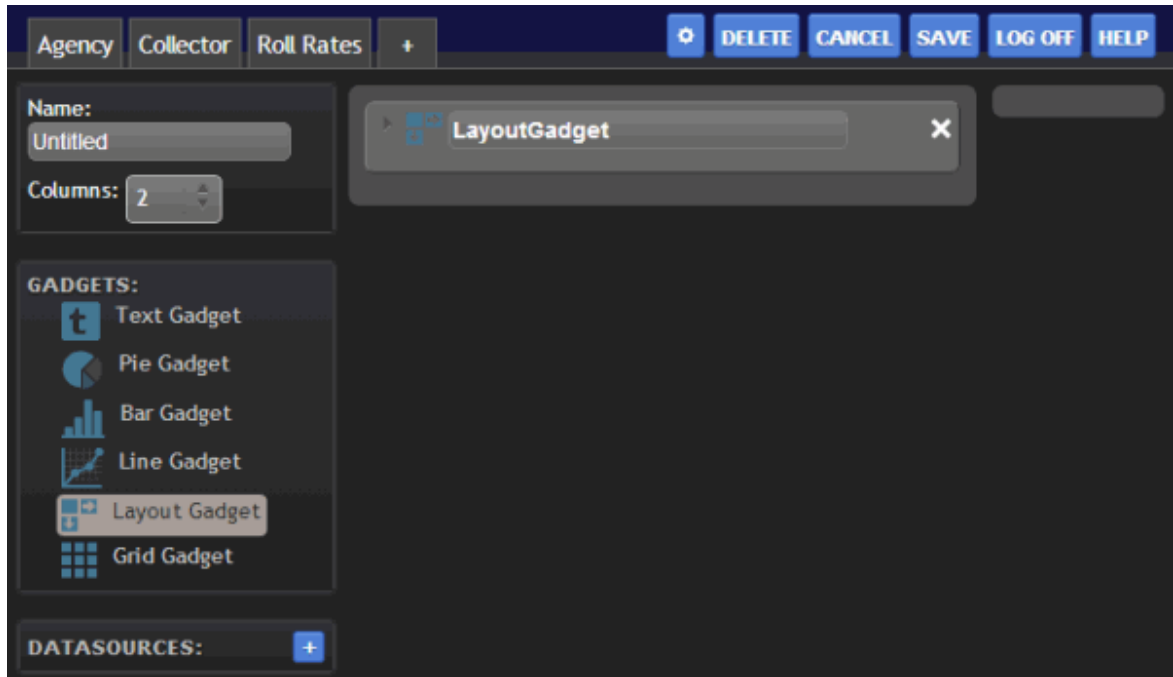 Agency Collector Roll Rates + DELETE CANCEL SAVE LOG OFF HELP
Name:
Untitled
Columns: 2
LayoutGadget
GADGETS:
t Text Gadget
Pie Gadget
Bar Gadget
Line Gadget
Layout Gadget
Grid Gadget
DATASOURCES: +